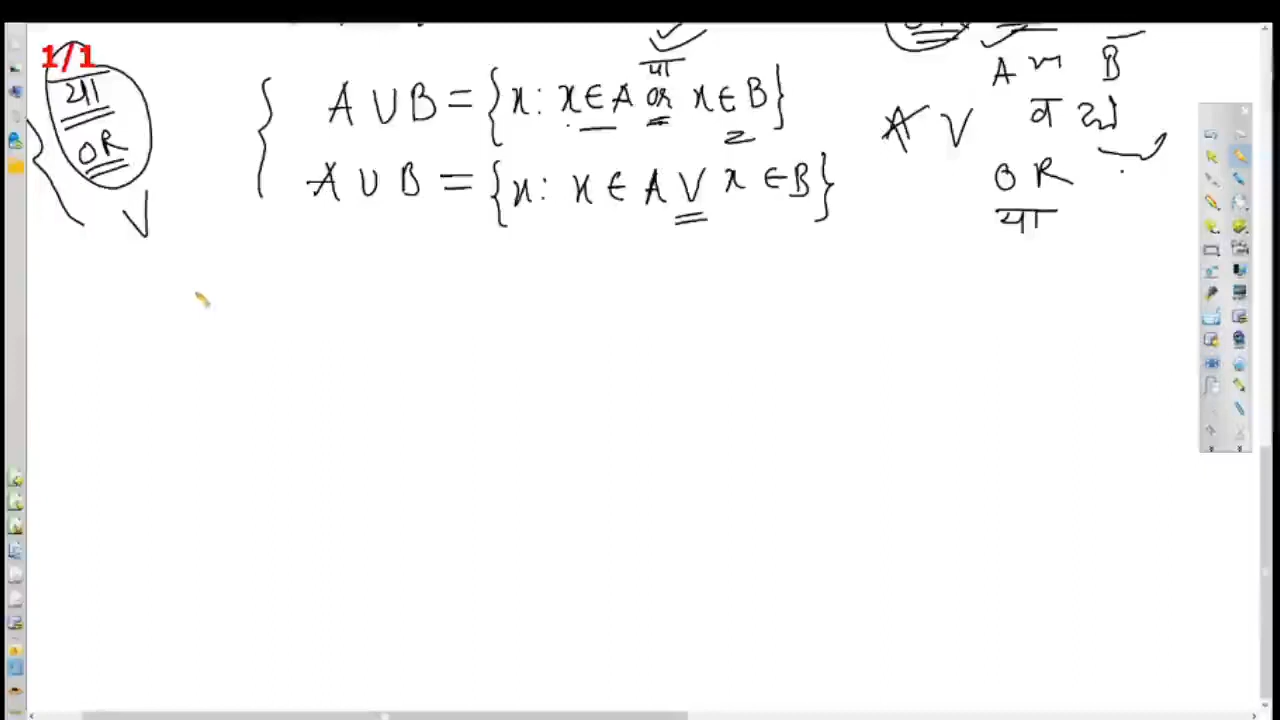 1/1
या
OR
V
या
A ∪ B = {x : x ∈ A or x ∈ B}
A ∪ B = {x : x ∈ A V x ∈ B}
A या B
A V
OR
या